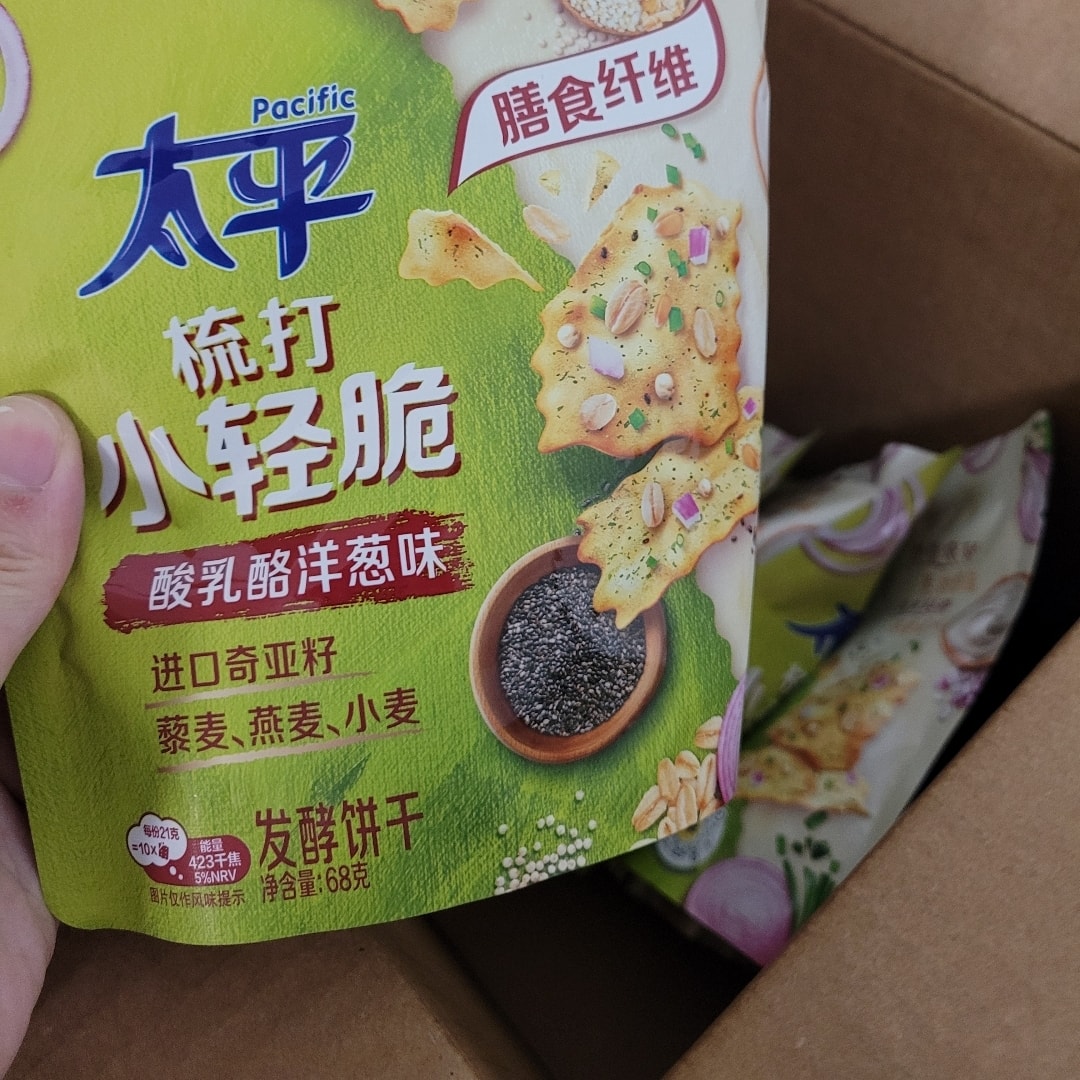 膳食纤维
Pacific
太平
梳打
小轻脆
酸乳酪洋葱味
进口奇亚籽
藜麦、燕麦、小麦
每份21克
=10×
能量
423千焦
5%NRV
发酵饼干
净含量:68克
图片仅作风味提示
太